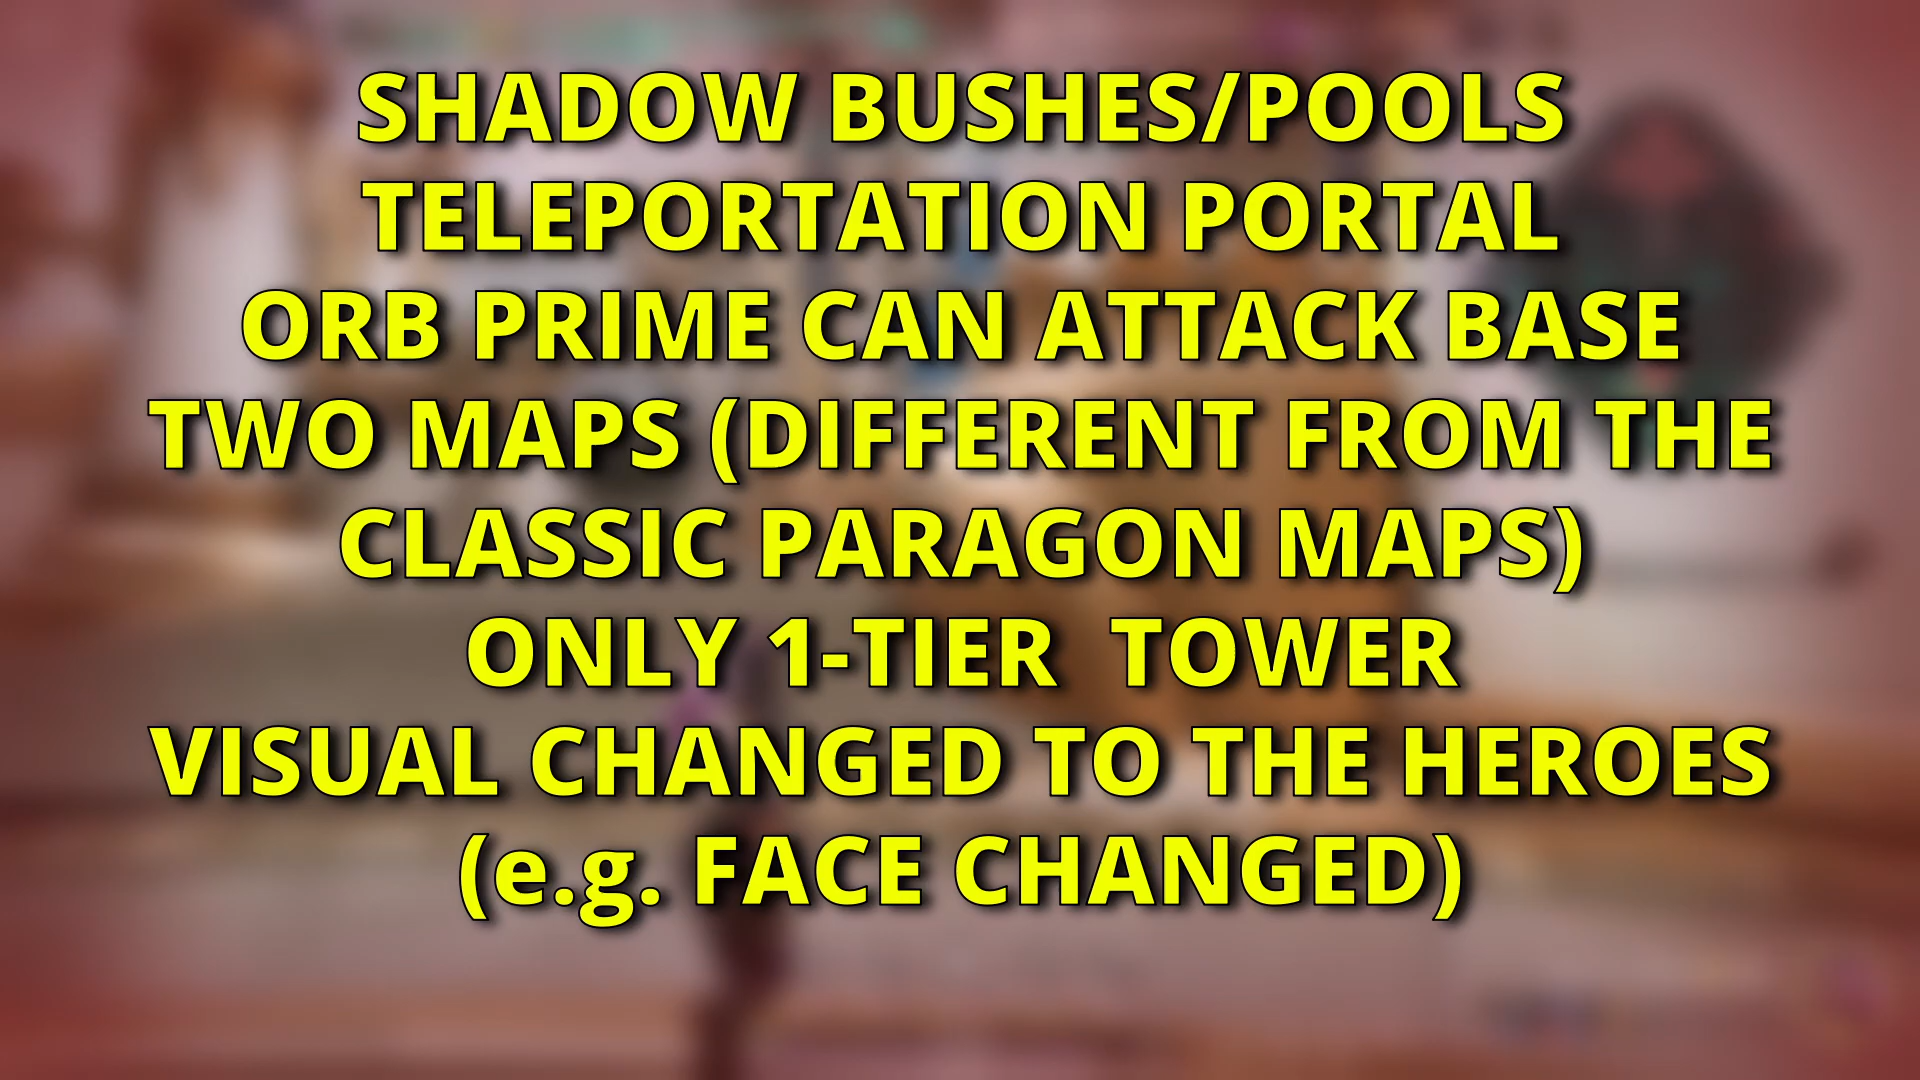 SHADOW BUSHES/POOLS
TELEPORTATION PORTAL
ORB PRIME CAN ATTACK BASE
TWO MAPS (DIFFERENT FROM THE
CLASSIC PARAGON MAPS)
ONLY 1-TIER  TOWER
VISUAL CHANGED TO THE HEROES
(e.g. FACE CHANGED)